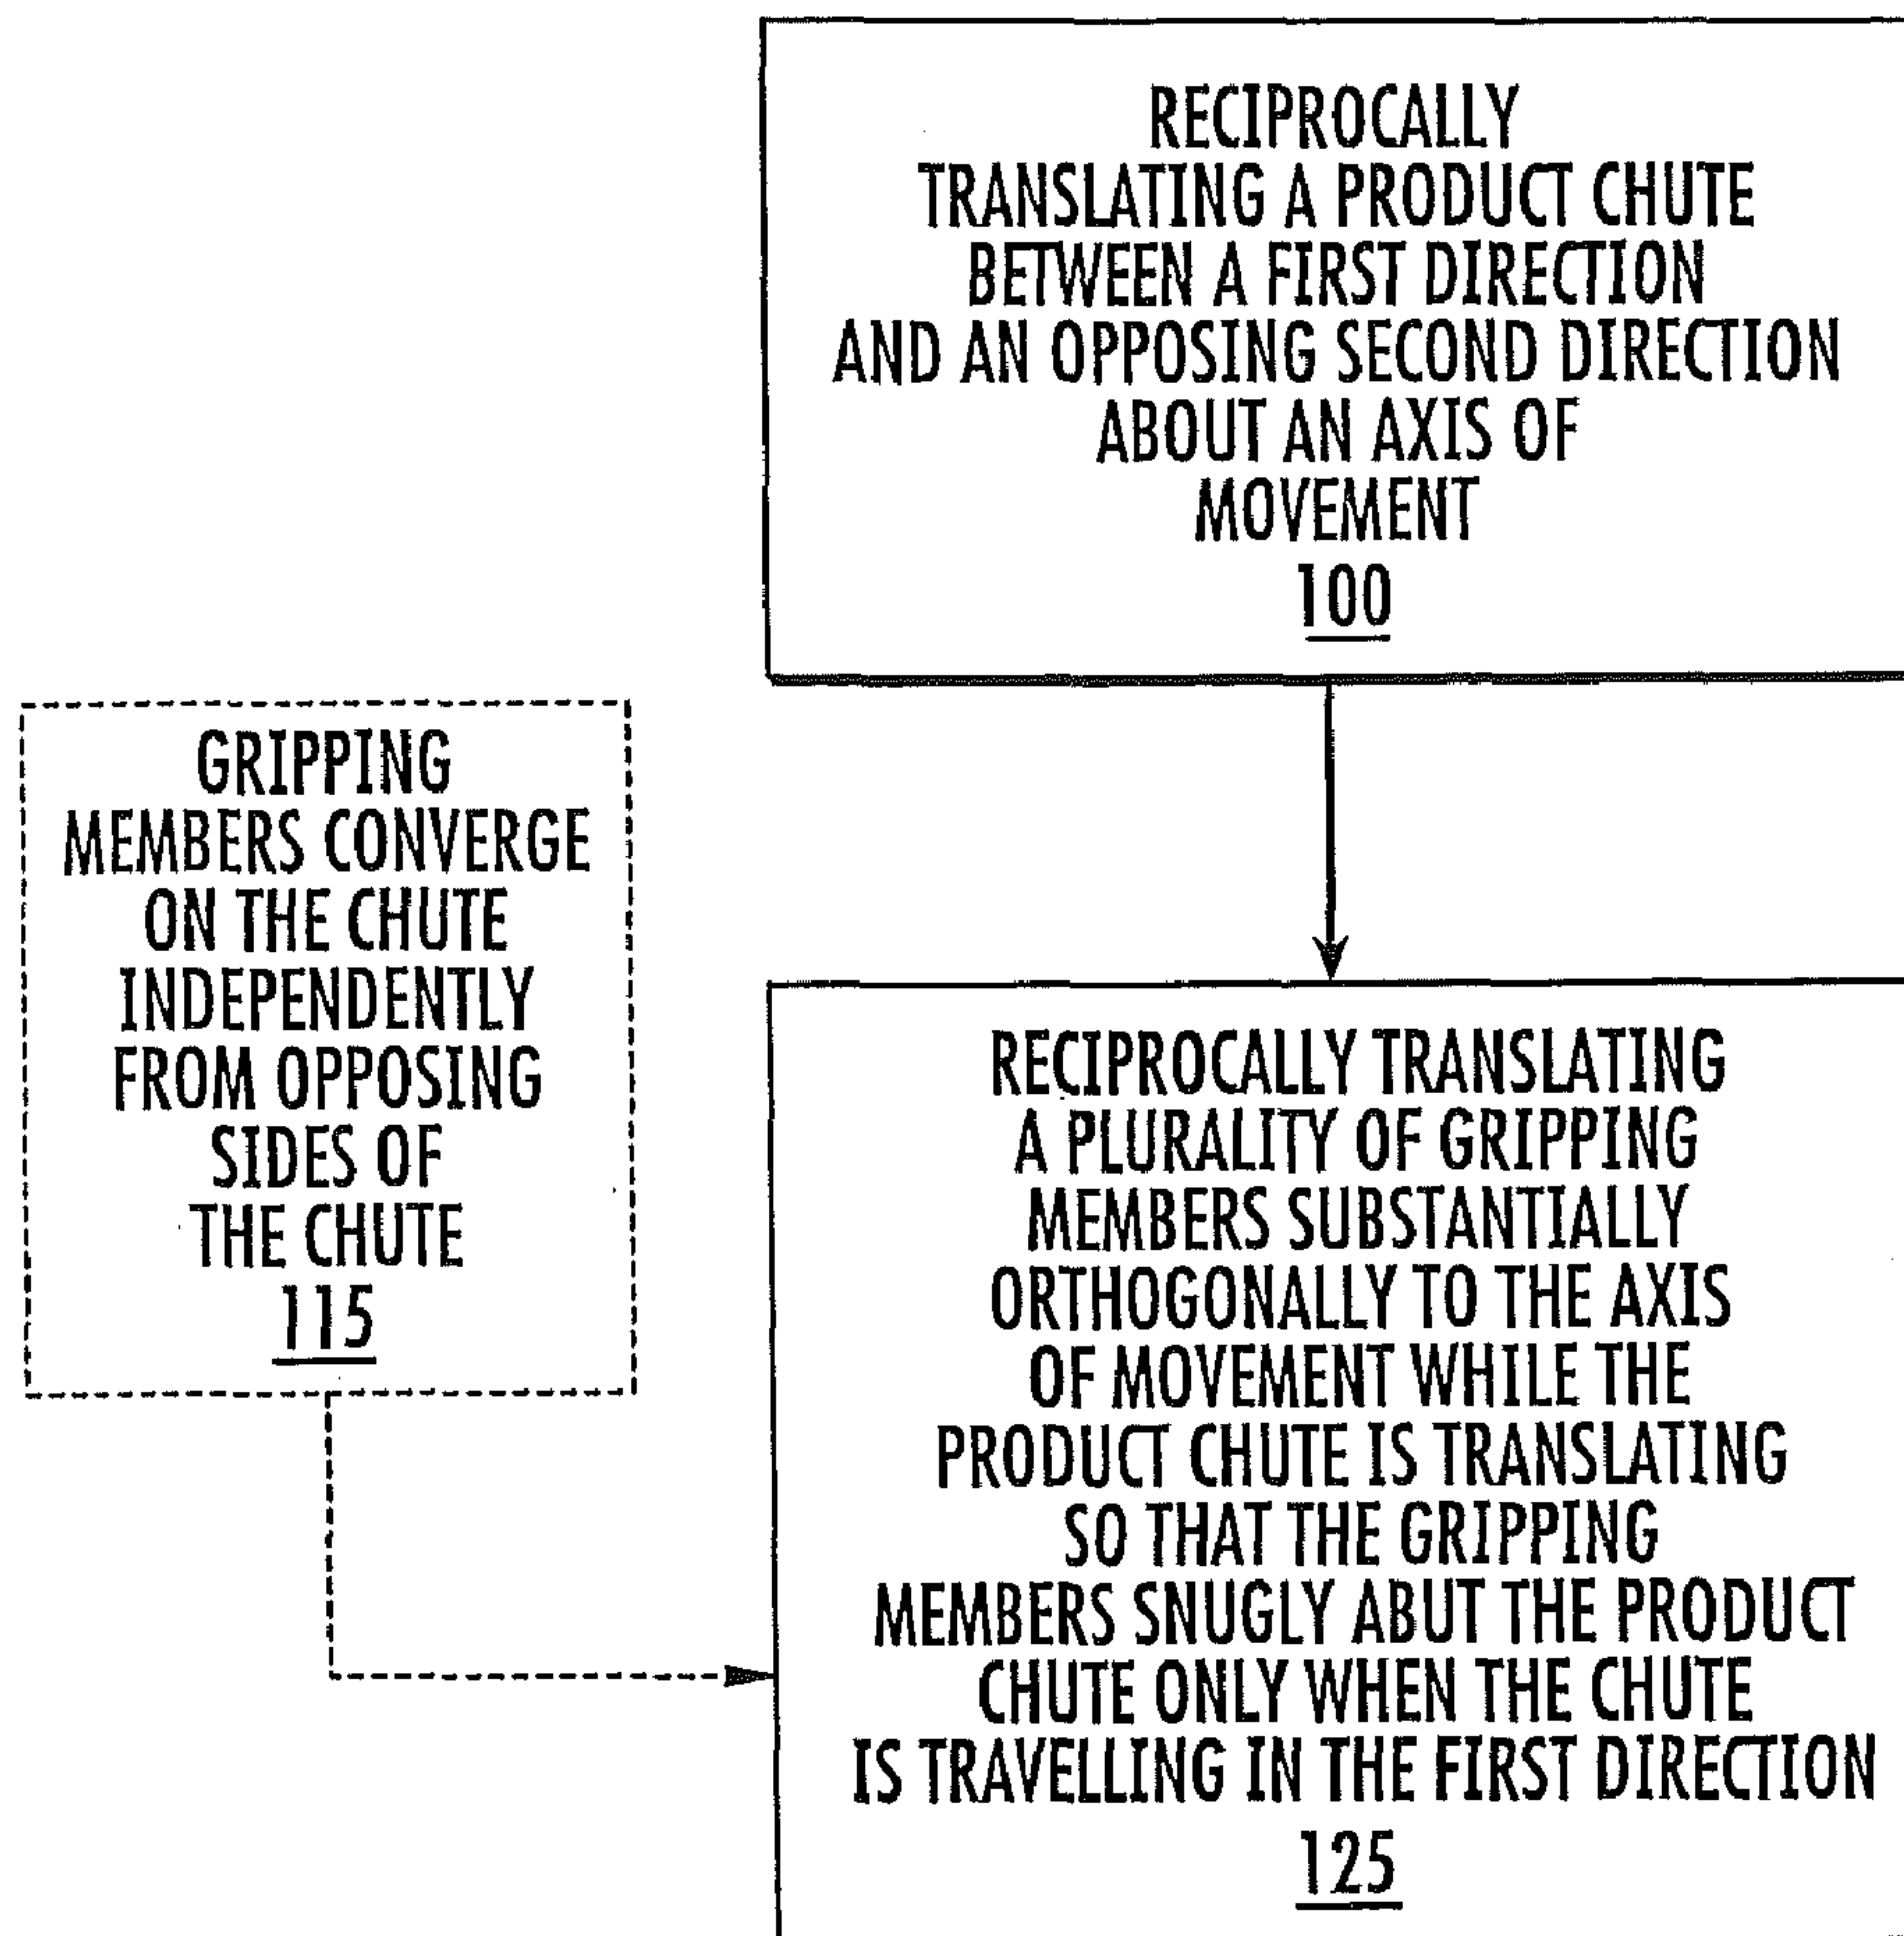 RECIPROCALLY
TRANSLATING A PRODUCT CHUTE
BETWEEN A FIRST DIRECTION
AND AN OPPOSING SECOND DIRECTION
ABOUT AN AXIS OF
MOVEMENT
100
GRIPPING
MEMBERS CONVERGE
ON THE CHUTE
INDEPENDENTLY
FROM OPPOSING
SIDES OF
THE CHUTE
115
RECIPROCALLY TRANSLATING
A PLURALITY OF GRIPPING
MEMBERS SUBSTANTIALLY
ORTHOGONALLY TO THE AXIS
OF MOVEMENT WHILE THE
PRODUCT CHUTE IS TRANSLATING
SO THAT THE GRIPPING
MEMBERS SNUGLY ABUT THE PRODUCT
CHUTE ONLY WHEN THE CHUTE
IS TRAVELLING IN THE FIRST DIRECTION
125